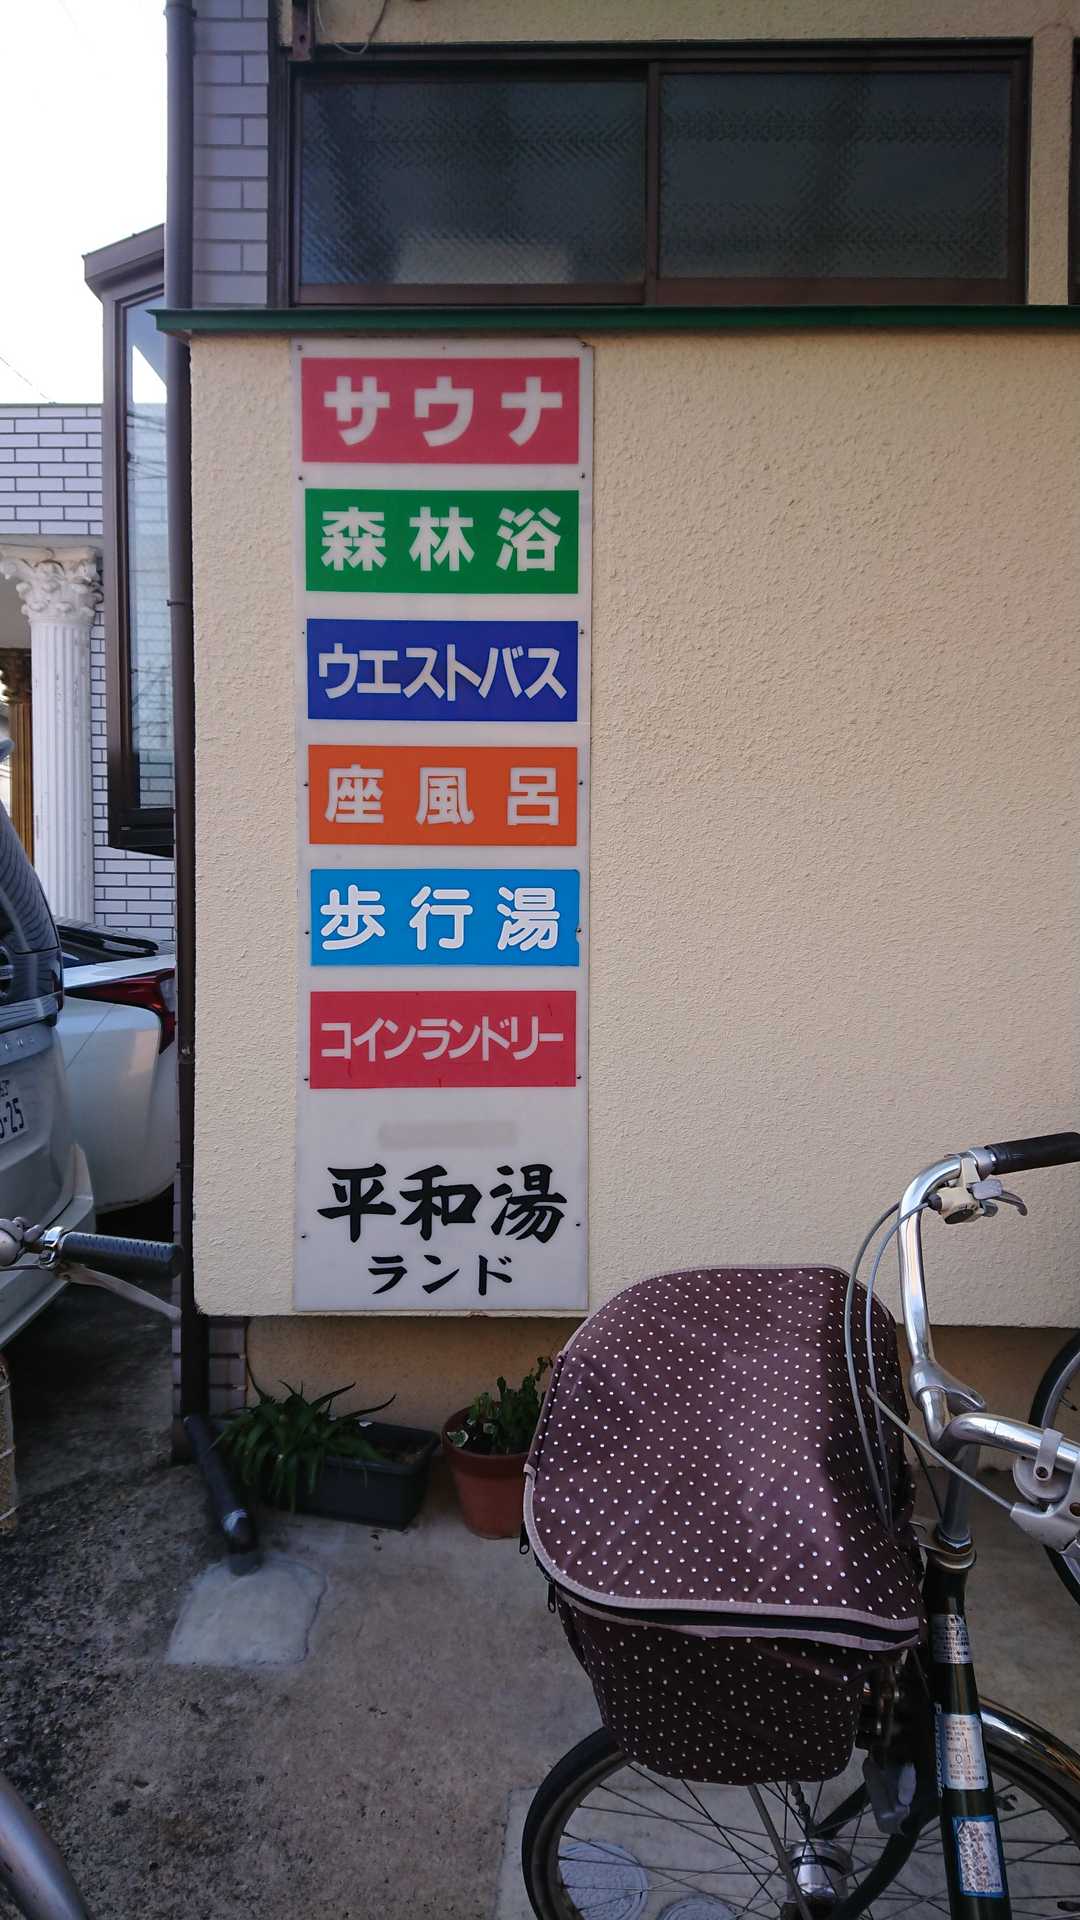 サウナ
森林浴
ウエストバス
座風呂
歩行湯
コインランドリー
平和湯
ランド